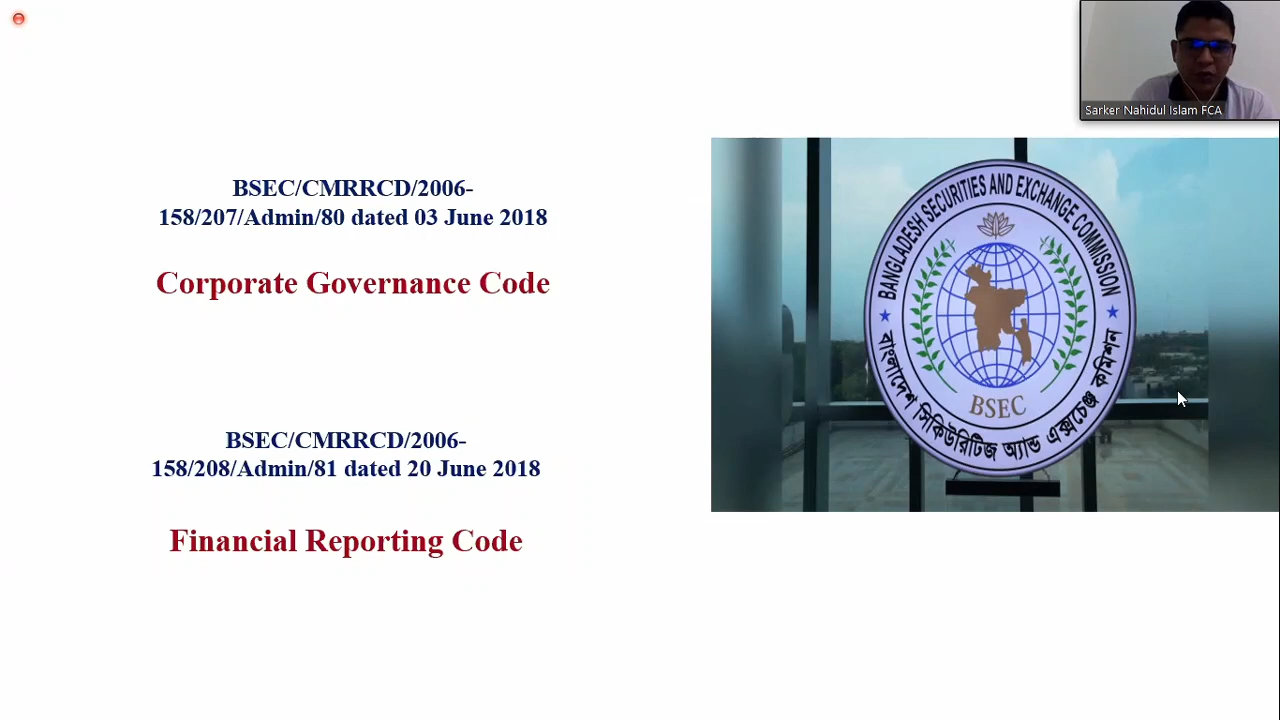 Sarker Nahidul Islam FCA
BSEC/CMRRCD/2006-
158/207/Admin/80 dated 03 June 2018
Corporate Governance Code
BSEC/CMRRCD/2006-
158/208/Admin/81 dated 20 June 2018
Financial Reporting Code
BANGLADESH SECURITIES AND EXCHANGE COMMISSION
BSEC
বাংলাদেশ সিকিউরিটিজ অ্যান্ড এক্সচেঞ্জ কমিশন